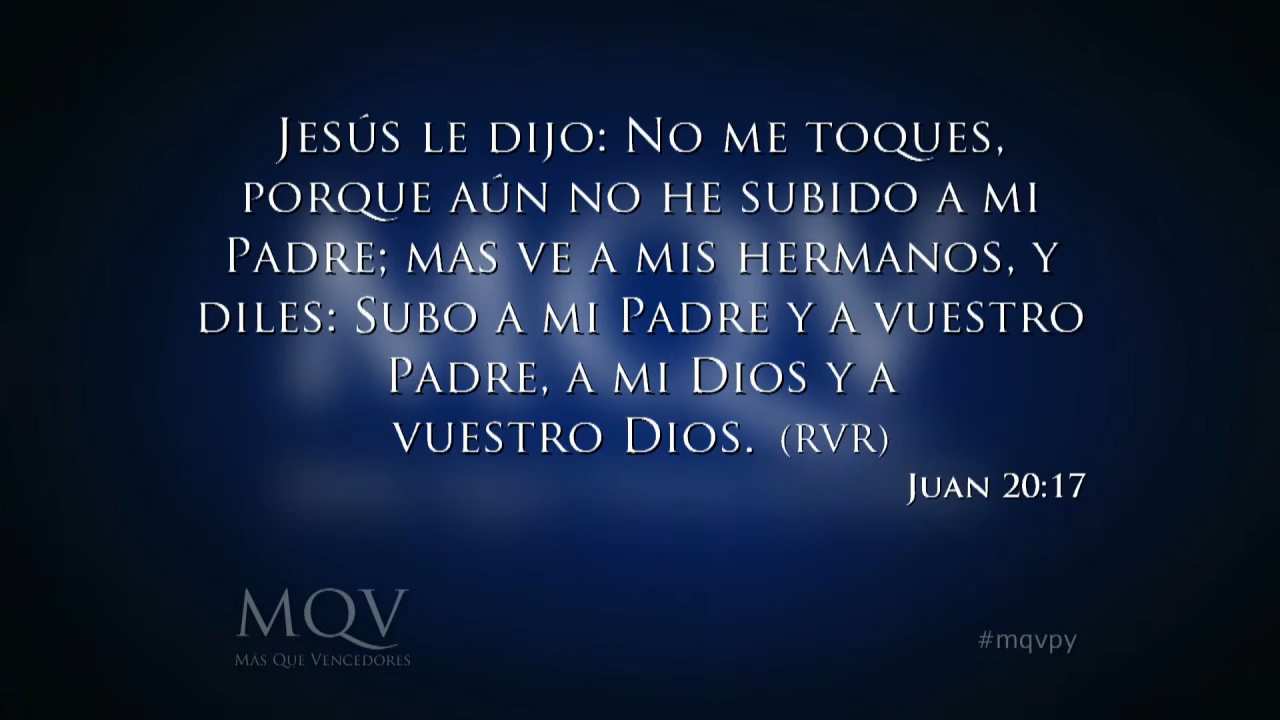 Jesús le dijo: No me toques,
porque aún no he subido a mi
Padre; mas ve a mis hermanos, y
diles: Subo a mi Padre y a vuestro
Padre, a mi Dios y a
vuestro Dios. (RVR)
Juan 20:17
MQV
Más Que Vencedores
#mqvpy